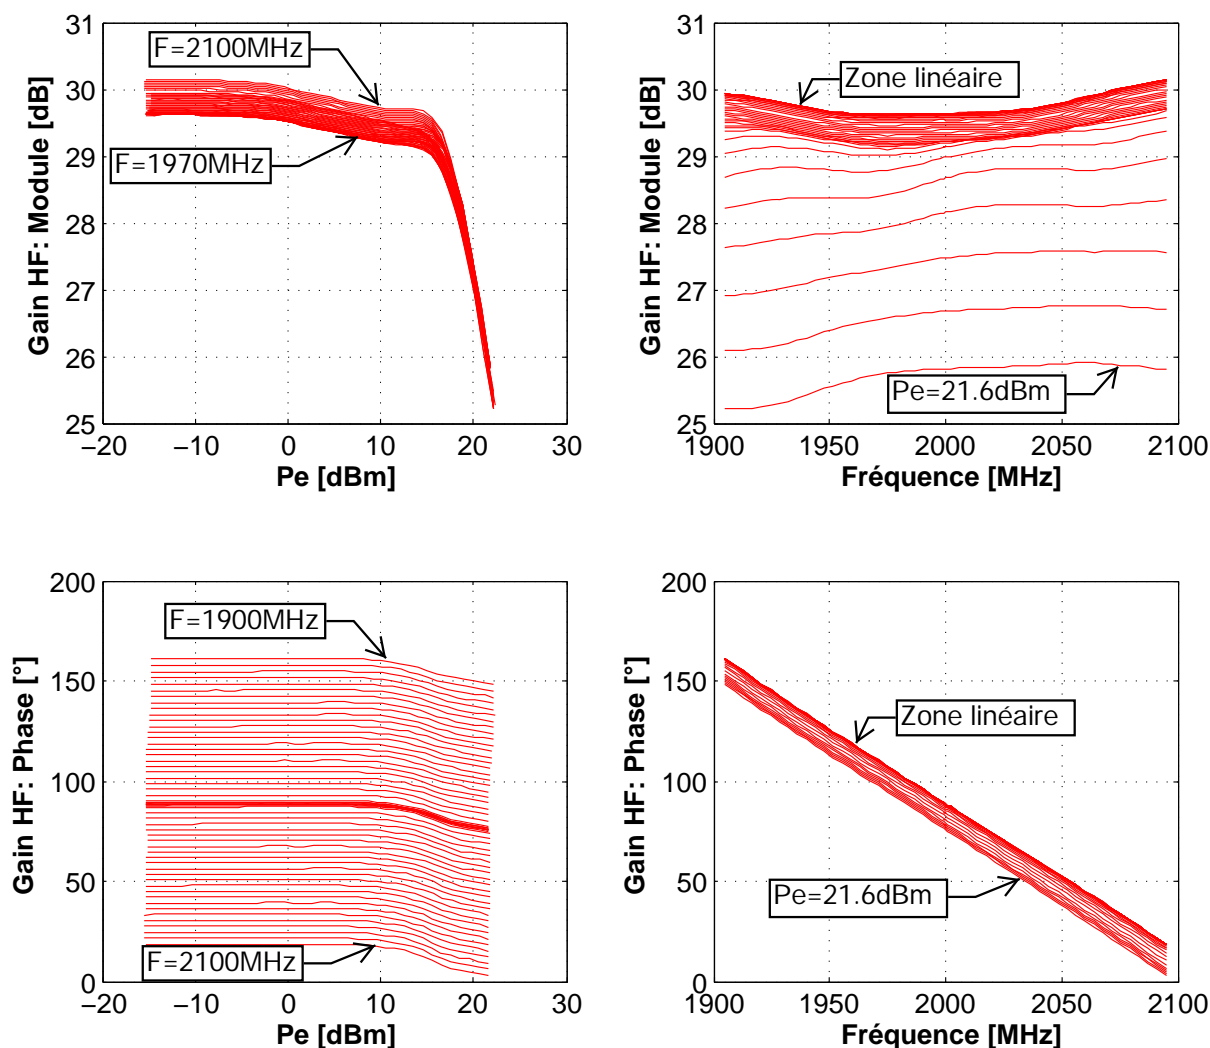 31
30
29
28
27
26
25
−20
−10
0
10
20
30
Gain HF: Module [dB]
Pe [dBm]
F=2100MHz
F=1970MHz
31
30
29
28
27
26
25
1900
1950
2000
2050
2100
Gain HF: Module [dB]
Fréquence [MHz]
Zone linéaire
Pe=21.6dBm
200
150
100
50
0
−20
−10
0
10
20
30
Gain HF: Phase [°]
Pe [dBm]
F=1900MHz
F=2100MHz
200
150
100
50
0
1900
1950
2000
2050
2100
Gain HF: Phase [°]
Fréquence [MHz]
Zone linéaire
Pe=21.6dBm